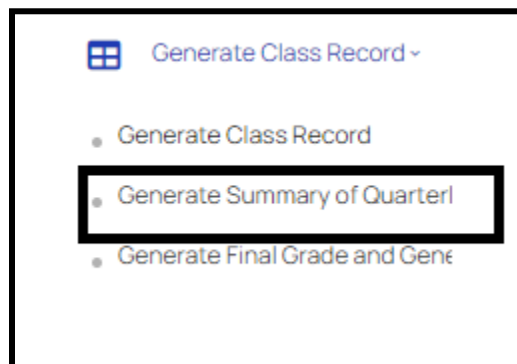 Generate Class Record
Generate Class Record
Generate Summary of Quarterl
Generate Final Grade and Gene